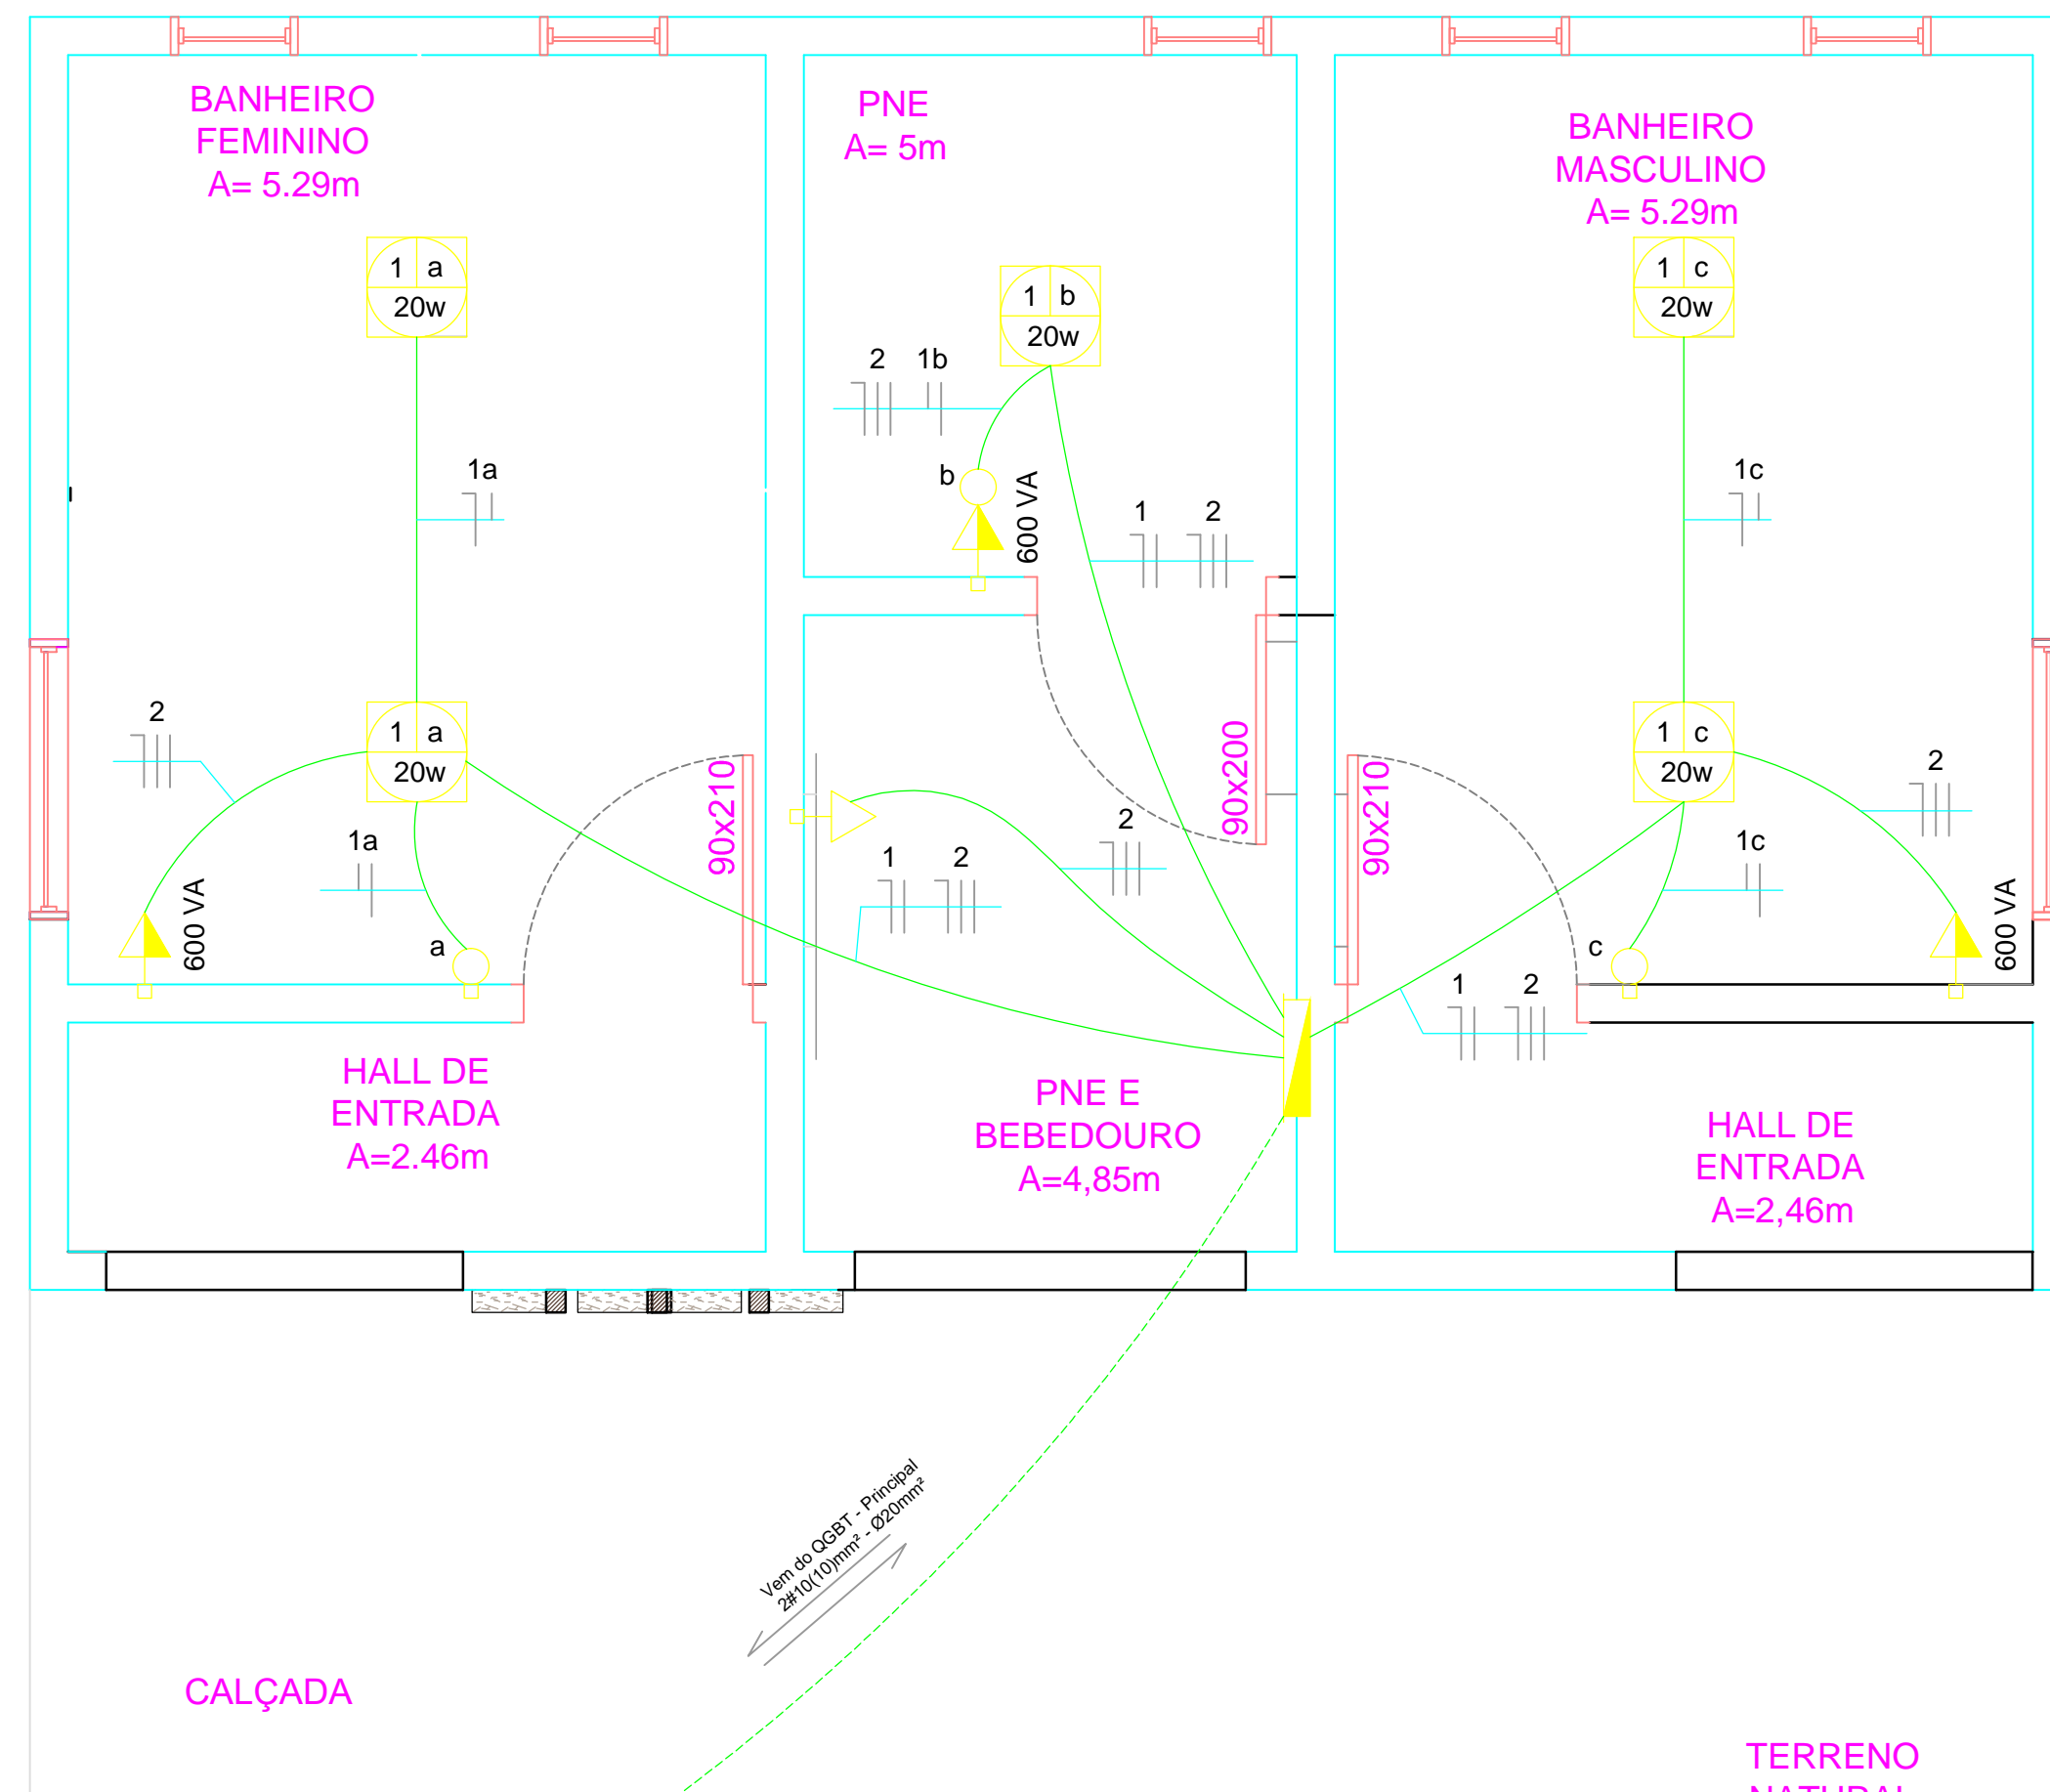 BANHEIRO
FEMININO
A= 5.29m
PNE
A= 5m
BANHEIRO
MASCULINO
A= 5.29m
1 a
20w
1 b
20w
1 c
20w
2 1b
1a
b
600 VA
1 2
1c
2
1 a
20w
1a
600 VA
a
90x210
2
1 2
90x200
90x210
1 c
20w
2
1c
c
600 VA
1 2
HALL DE
ENTRADA
A=2.46m
PNE E
BEBEDOURO
A=4,85m
HALL DE
ENTRADA
A=2,46m
Vem do QGBT - Principal
2#10(10)mm² - Ø20mm²
CALÇADA
TERRENO
NATURAL